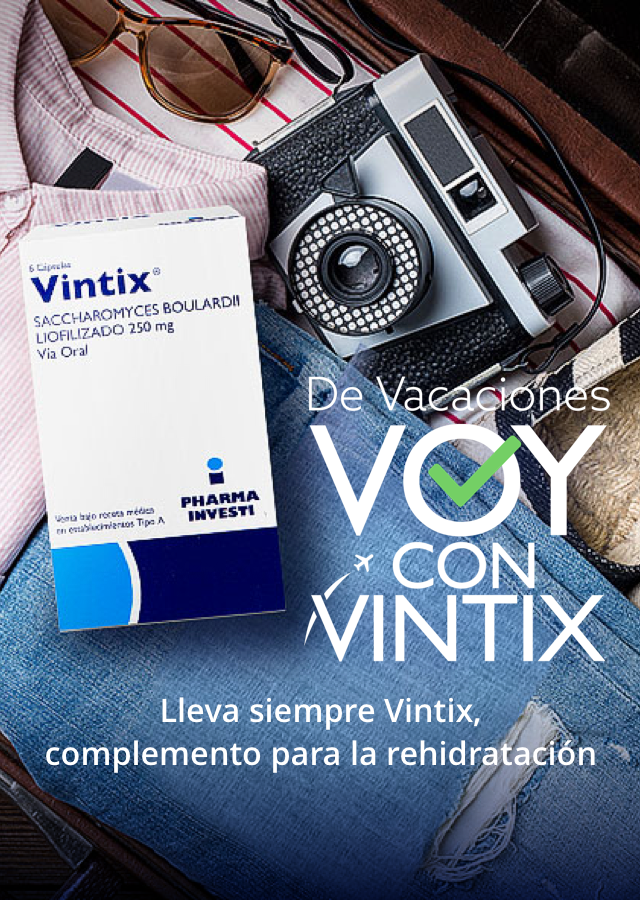 Vintix
6 Cápsulas
Vintix®
SACCHAROMYCES BOULARDII
LIOFILIZADO 250 mg
Vía Oral
PHARMA
INVESTI
Venta bajo receta médica
en establecimientos Tipo A
De Vacaciones
VOY
CON
VINTIX
Lleva siempre Vintix,
complemento para la rehidratación